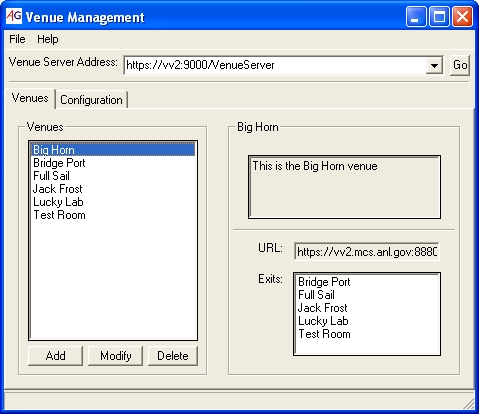 AG Venue Management
File Help
Venue Server Address: https://vv2:9000/VenueServer Go
Venues Configuration
Venues
Big Horn
Bridge Port
Full Sail
Jack Frost
Lucky Lab
Test Room
Add Modify Delete
Big Horn
This is the Big Horn venue
URL: https://vv2.mcs.anl.gov:8880
Exits:
Bridge Port
Full Sail
Jack Frost
Lucky Lab
Test Room